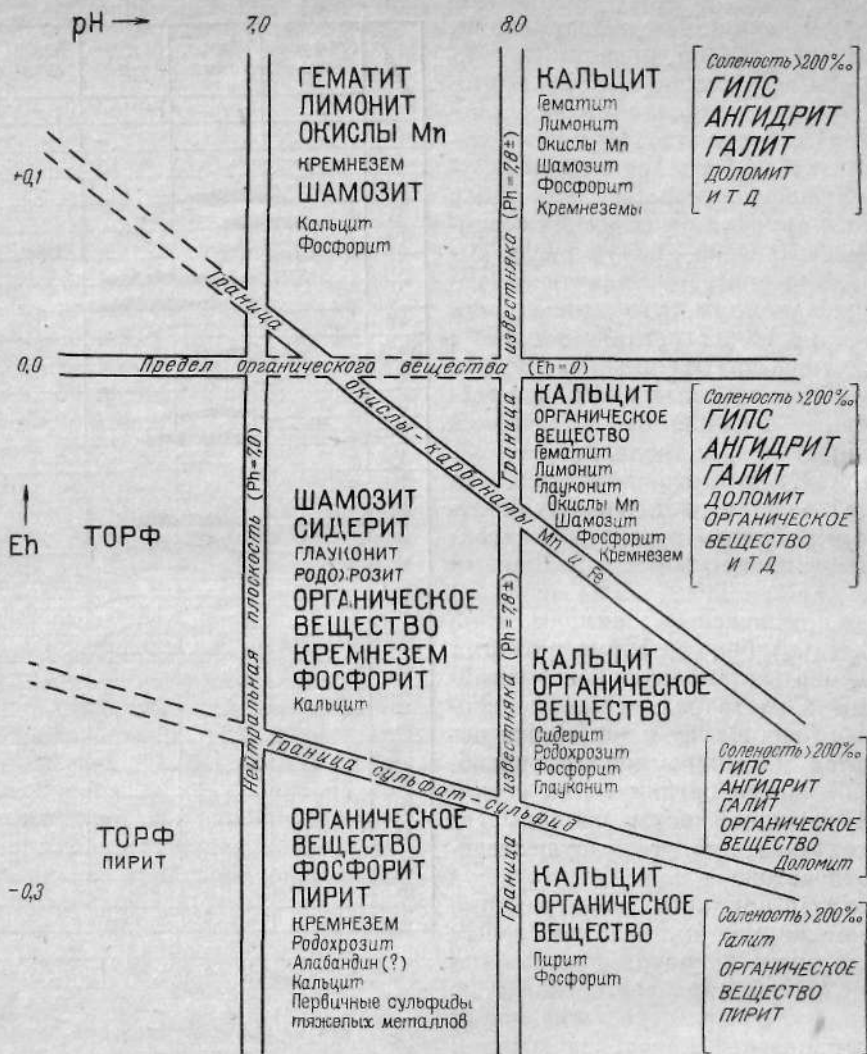 pH →
7,0
8,0
ГЕМАТИТ
ЛИМОНИТ
ОКИСЛЫ Mn
КРЕМНЕЗЕМ
ШАМОЗИТ
Кальцит
Фосфорит
КАЛЬЦИТ
Гематит
Лимонит
Окислы Mn
Шамозит
Фосфорит
Кремнеземы
Соленость >200‰
ГИПС
АНГИДРИТ
ГАЛИТ
ДОЛОМИТ
И Т Д
+0,1
0,0
Eh
-0,3
Граница окислы-карбонаты Mn и Fe
Предел органического вещества (Eh=0)
Граница известняка (Ph=7,8±)
Нейтральная плоскость (Ph=7,0)
ТОРФ
ШАМОЗИТ
СИДЕРИТ
ГЛАУКОНИТ
РОДОХРОЗИТ
ОРГАНИЧЕСКОЕ
ВЕЩЕСТВО
КРЕМНЕЗЕМ
ФОСФОРИТ
Кальцит
КАЛЬЦИТ
ОРГАНИЧЕСКОЕ
ВЕЩЕСТВО
Гематит
Лимонит
Глауконит
Окислы Mn
Шамозит
Фосфорит
Кремнезем
Соленость >200‰
ГИПС
АНГИДРИТ
ГАЛИТ
ДОЛОМИТ
ОРГАНИЧЕСКОЕ
ВЕЩЕСТВО
И Т Д
Граница известняка (Ph=7,8±)
КАЛЬЦИТ
ОРГАНИЧЕСКОЕ
ВЕЩЕСТВО
Сидерит
Родохрозит
Фосфорит
Глауконит
Соленость >200‰
ГИПС
АНГИДРИТ
ГАЛИТ
ОРГАНИЧЕСКОЕ
ВЕЩЕСТВО
Доломит
Граница сульфат-сульфид
ТОРФ
ПИРИТ
ОРГАНИЧЕСКОЕ
ВЕЩЕСТВО
ФОСФОРИТ
ПИРИТ
КРЕМНЕЗЕМ
Родохрозит
Алабандин (?)
Кальцит
Первичные сульфиды
тяжелых металлов
КАЛЬЦИТ
ОРГАНИЧЕСКОЕ
ВЕЩЕСТВО
Пирит
Фосфорит
Соленость >200‰
Галит
ОРГАНИЧЕСКОЕ
ВЕЩЕСТВО
ПИРИТ